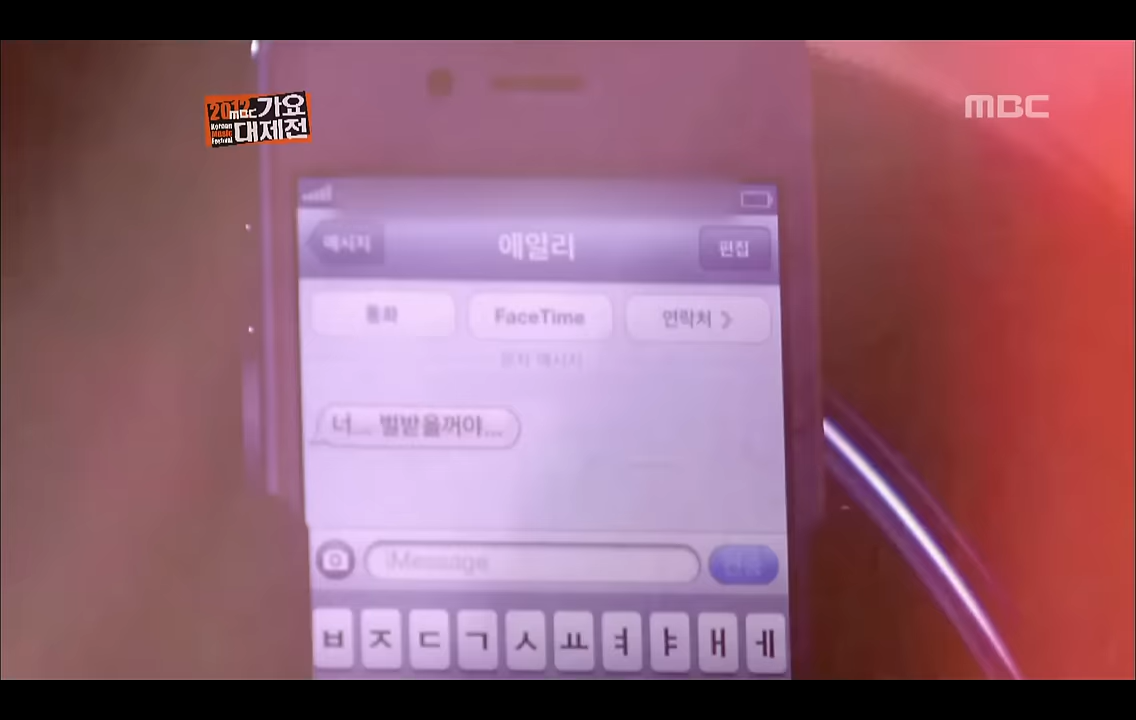 2012 MBC 가요
Korean Music Festival 대제전
MBC
메시지 에일리 편집
통화 FaceTime 연락처
문자 메시지
너... 벌받을꺼야...
iMessage 전송
ㅂ ㅈ ㄷ ㄱ ㅅ ㅛ ㅕ ㅑ ㅐ ㅔ